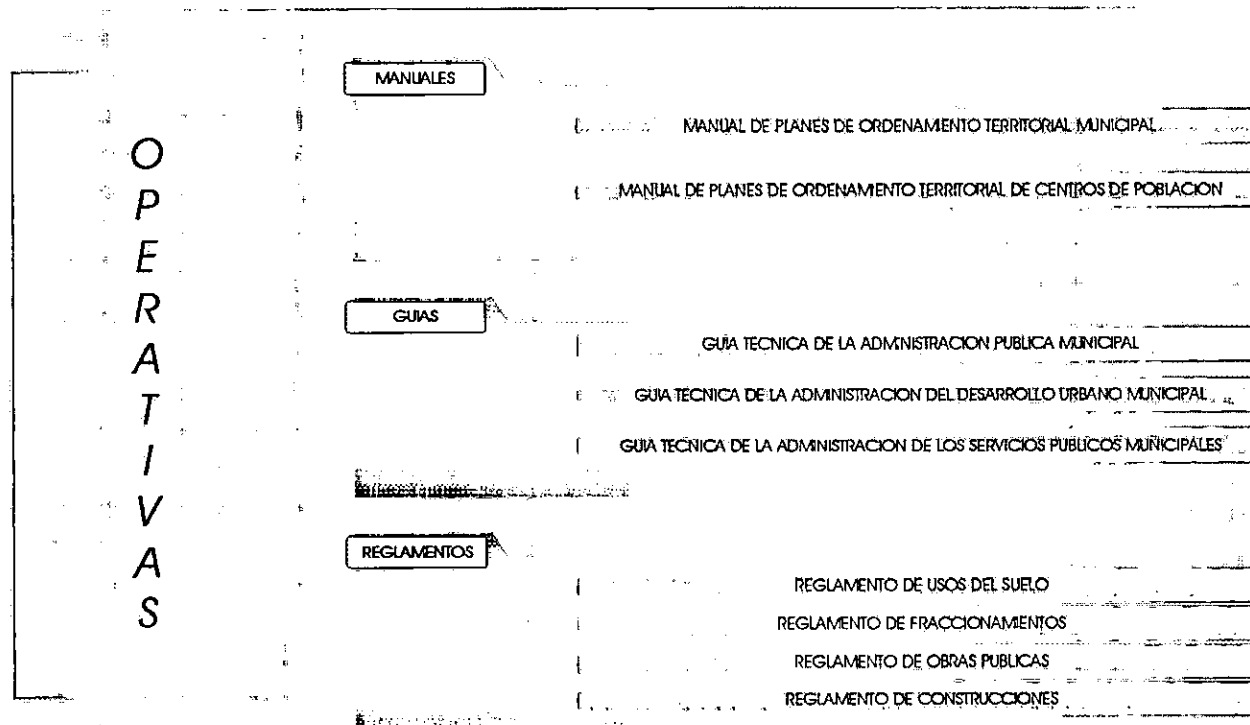 OPERATIVAS
MANUALES
MANUAL DE PLANES DE ORDENAMIENTO TERRITORIAL MUNICIPAL
MANUAL DE PLANES DE ORDENAMIENTO TERRITORIAL DE CENTROS DE POBLACION
GUIAS
GUIA TECNICA DE LA ADMINISTRACION PUBLICA MUNICIPAL
GUIA TECNICA DE LA ADMINISTRACION DEL DESARROLLO URBANO MUNICIPAL
GUIA TECNICA DE LA ADMINISTRACION DE LOS SERVICIOS PUBLICOS MUNICIPALES
REGLAMENTOS
REGLAMENTO DE USOS DEL SUELO
REGLAMENTO DE FRACCIONAMIENTOS
REGLAMENTO DE OBRAS PUBLICAS
REGLAMENTO DE CONSTRUCCIONES